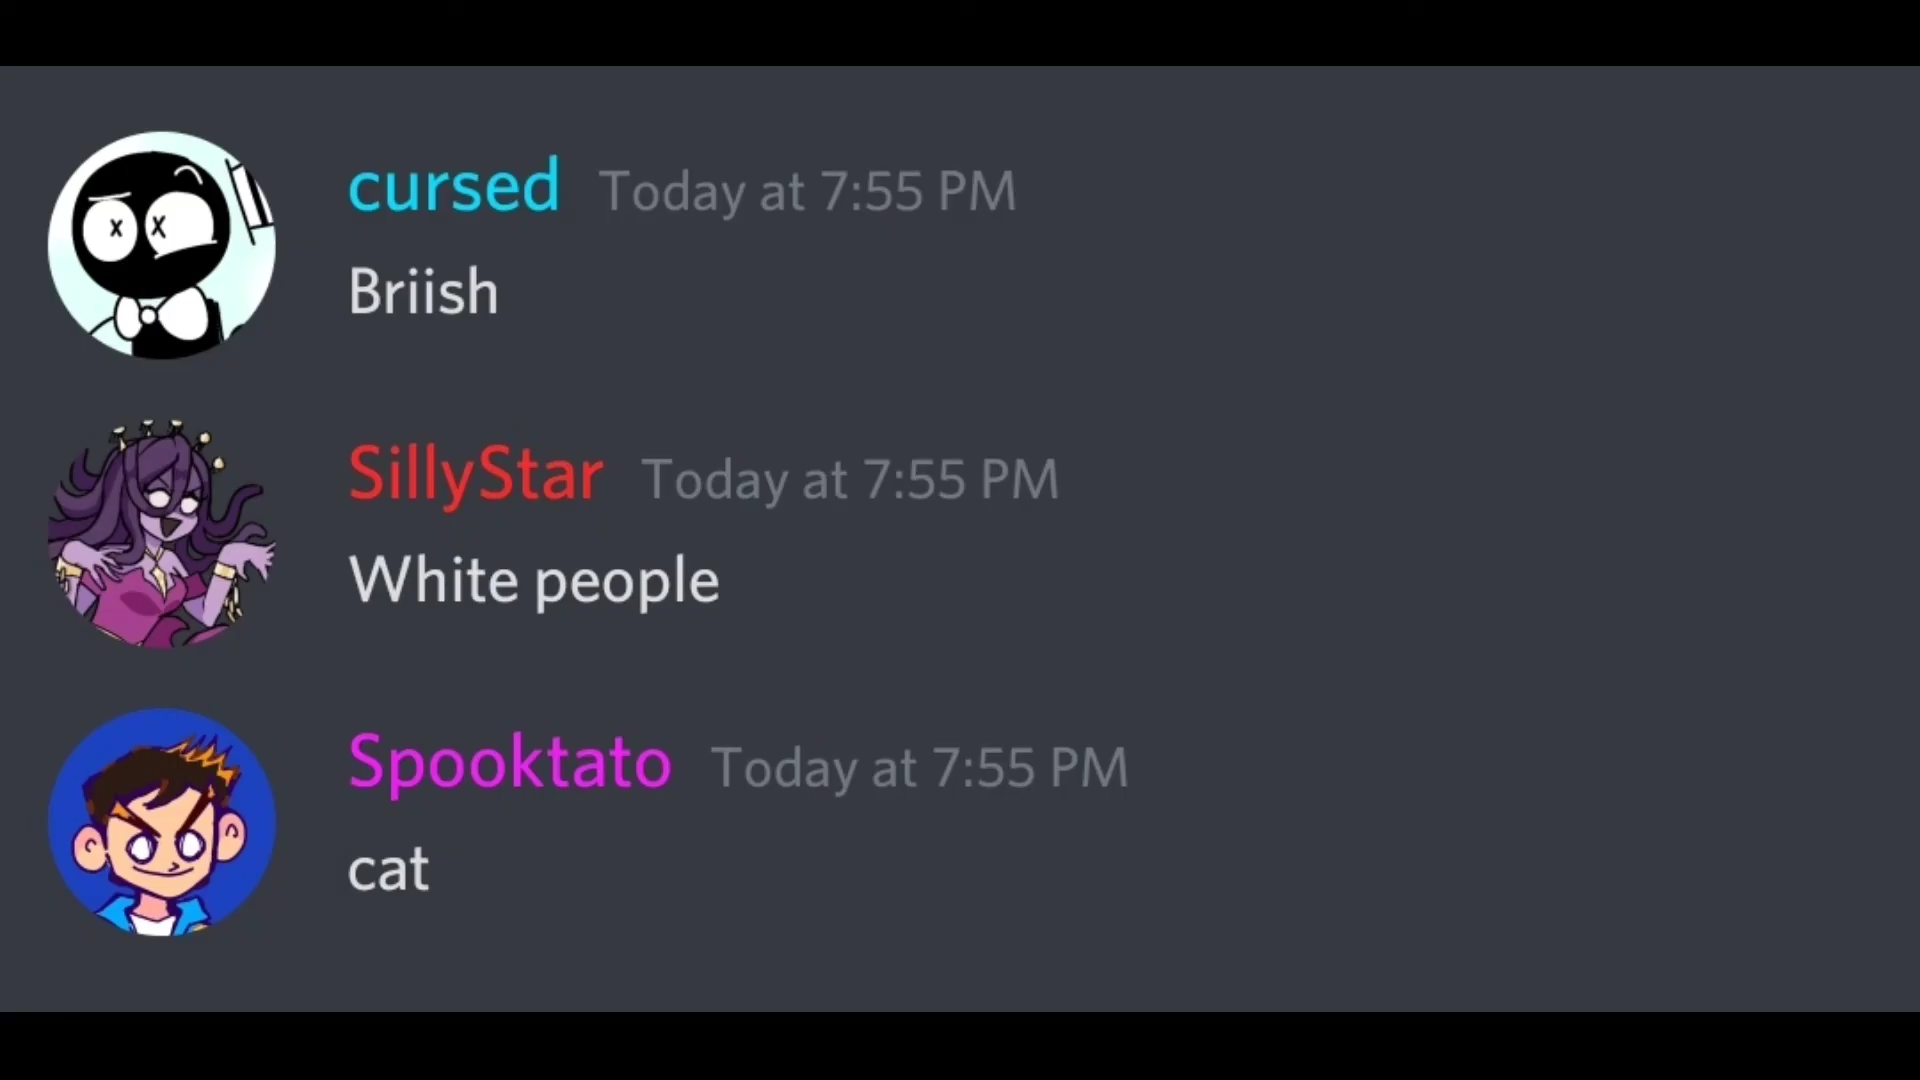 cursed Today at 7:55 PM
Briish
SillyStar Today at 7:55 PM
White people
Spooktato Today at 7:55 PM
cat